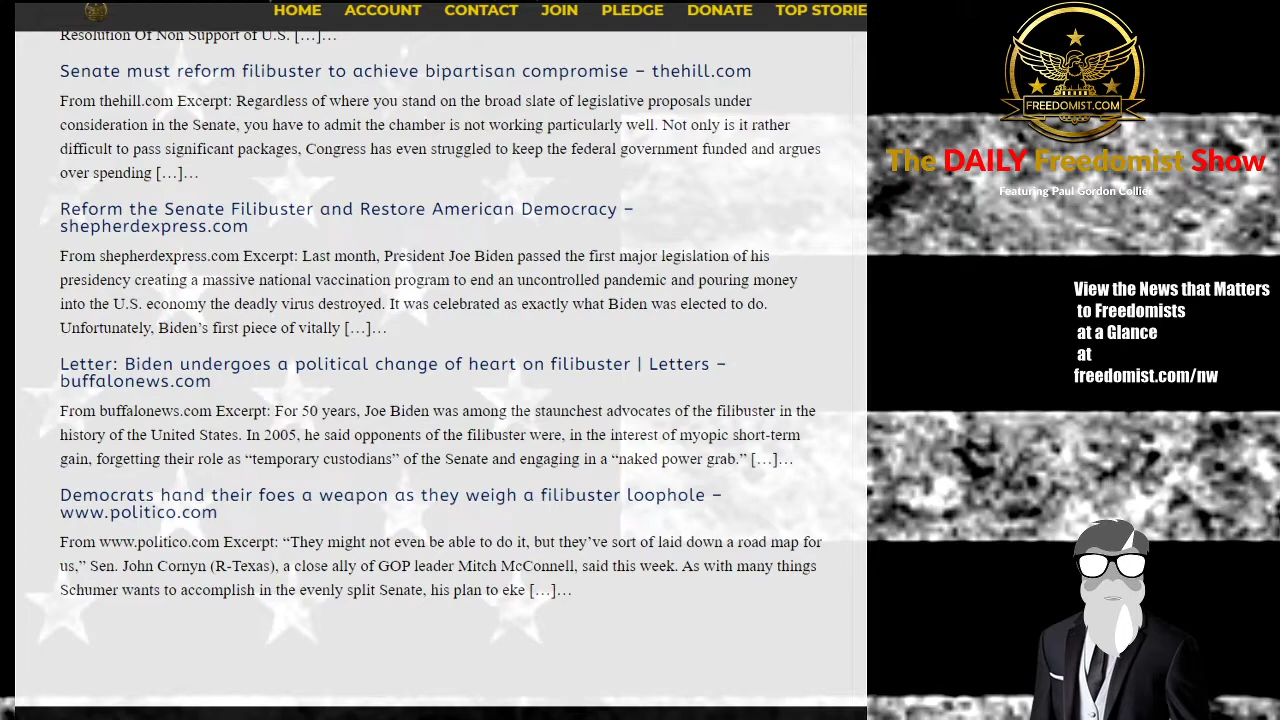 HOME ACCOUNT CONTACT JOIN PLEDGE DONATE TOP STORIE
Resolution Of Non Support of U.S. […]…
Senate must reform filibuster to achieve bipartisan compromise – thehill.com
From thehill.com Excerpt: Regardless of where you stand on the broad slate of legislative proposals under
consideration in the Senate, you have to admit the chamber is not working particularly well. Not only is it rather
difficult to pass significant packages, Congress has even struggled to keep the federal government funded and argues
over spending […]…
Reform the Senate Filibuster and Restore American Democracy –
shepherdexpress.com
From shepherdexpress.com Excerpt: Last month, President Joe Biden passed the first major legislation of his
presidency creating a massive national vaccination program to end an uncontrolled pandemic and pouring money
into the U.S. economy the deadly virus destroyed. It was celebrated as exactly what Biden was elected to do.
Unfortunately, Biden’s first piece of vitally […]…
Letter: Biden undergoes a political change of heart on filibuster | Letters –
buffalonews.com
From buffalonews.com Excerpt: For 50 years, Joe Biden was among the staunchest advocates of the filibuster in the
history of the United States. In 2005, he said opponents of the filibuster were, in the interest of myopic short-term
gain, forgetting their role as “temporary custodians” of the Senate and engaging in a “naked power grab.” […]…
Democrats hand their foes a weapon as they weigh a filibuster loophole –
www.politico.com
From www.politico.com Excerpt: “They might not even be able to do it, but they’ve sort of laid down a road map for
us,” Sen. John Cornyn (R-Texas), a close ally of GOP leader Mitch McConnell, said this week. As with many things
Schumer wants to accomplish in the evenly split Senate, his plan to eke […]…
FREEDOMIST.COM
The DAILY Freedomist Show
Featuring Paul Gordon Collie
View the News that Matters
to Freedomists
at a Glance
at
freedomist.com/nw